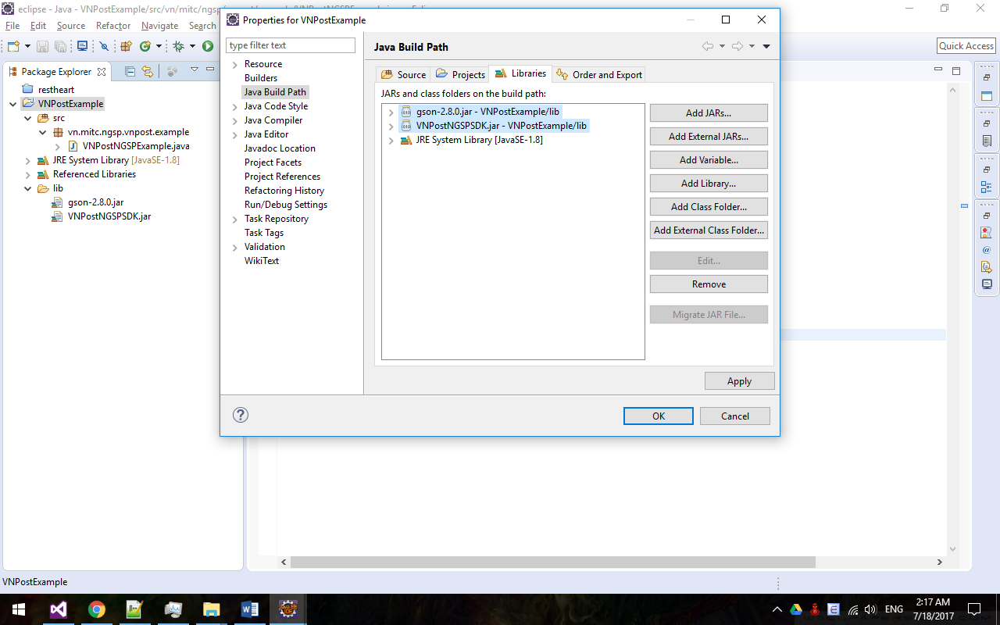 eclipse - Java - VNPostExample/src/vn/mitc/ngsp
Properties for VNPostExample
File Edit Source Refactor Navigate Search
Quick Access
Package Explorer
restheart
VNPostExample
src
vn.mitc.ngsp.vnpost.example
VNPostNGSPExample.java
JRE System Library [JavaSE-1.8]
Referenced Libraries
lib
gson-2.8.0.jar
VNPostNGSPSDK.jar
type filter text
Resource
Builders
Java Build Path
Java Code Style
Java Compiler
Java Editor
Javadoc Location
Project Facets
Project References
Refactoring History
Run/Debug Settings
Task Repository
Task Tags
Validation
WikiText
Java Build Path
Source Projects Libraries Order and Export
JARs and class folders on the build path:
gson-2.8.0.jar - VNPostExample/lib
VNPostNGSPSDK.jar - VNPostExample/lib
JRE System Library [JavaSE-1.8]
Add JARs...
Add External JARs...
Add Variable...
Add Library...
Add Class Folder...
Add External Class Folder...
Edit...
Remove
Migrate JAR File...
Apply
OK Cancel
VNPostExample
ENG
2:17 AM
7/18/2017